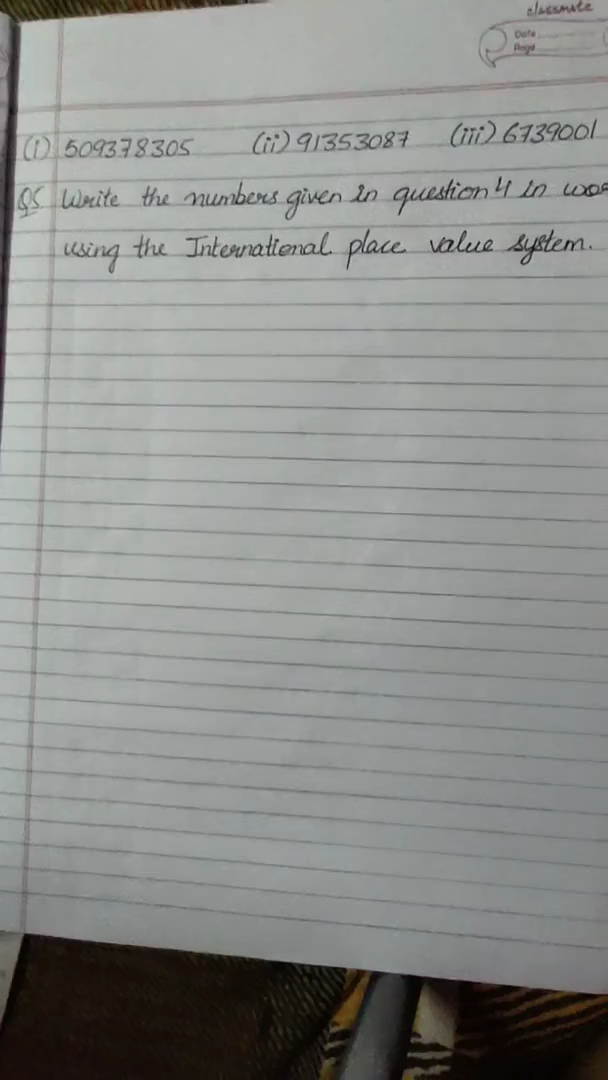 classmate
Date
Page
(i) 509378305 (ii) 91353087 (iii) 6739001
Q5 Write the numbers given in question 4 in
using the International place value system.